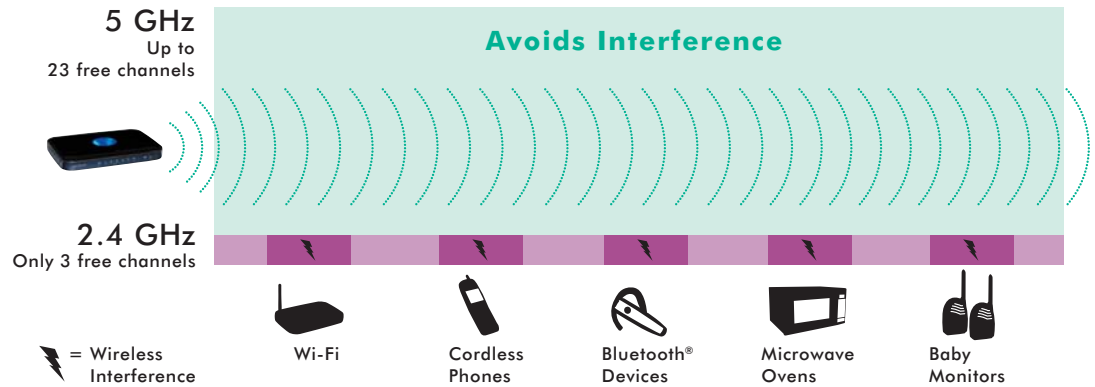 5 GHz
Up to
23 free channels
Avoids Interference
2.4 GHz
Only 3 free channels
= Wireless
Interference
Wi-Fi
Cordless
Phones
Bluetooth®
Devices
Microwave
Ovens
Baby
Monitors